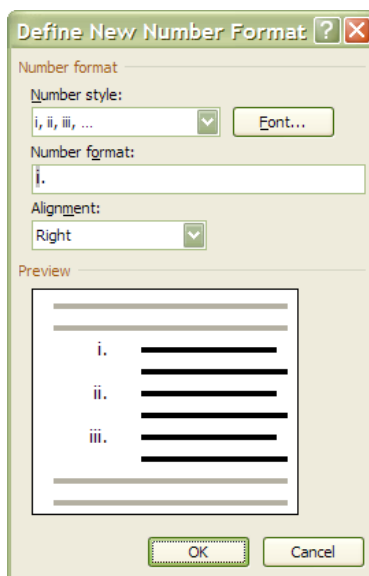 Define New Number Format ?
Number format
Number style:
i, ii, iii, ...
Font...
Number format:
i.
Alignment:
Right
Preview
i.
ii.
iii.
OK Cancel